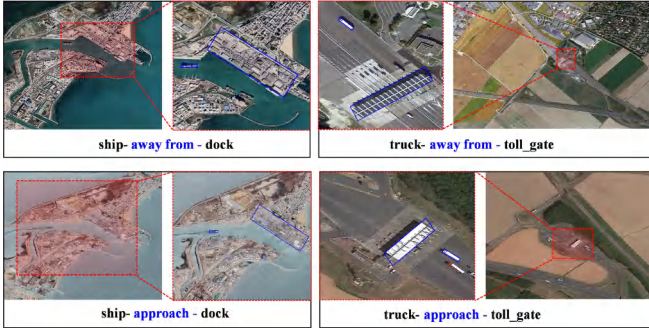 ship- away from - dock
truck- away from - toll_gate
ship- approach - dock
truck- approach - toll_gate